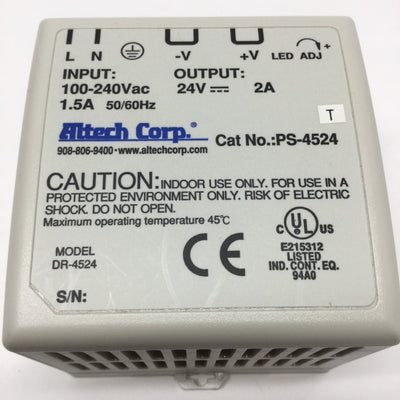 L N -V +V LED ADJ +
INPUT: OUTPUT:
100-240Vac 24V 2A
1.5A 50/60Hz
T
Altech Corp.® Cat No.:PS-4524
908-806-9400 • www.altechcorp.com
CAUTION: INDOOR USE ONLY. FOR USE IN A
PROTECTED ENVIRONMENT ONLY. RISK OF ELECTRIC
SHOCK. DO NOT OPEN.
Maximum operating temperature 45℃
MODEL
DR-4524
CE
C UL US
E215312
LISTED
IND. CONT. EQ.
94A0
S/N: